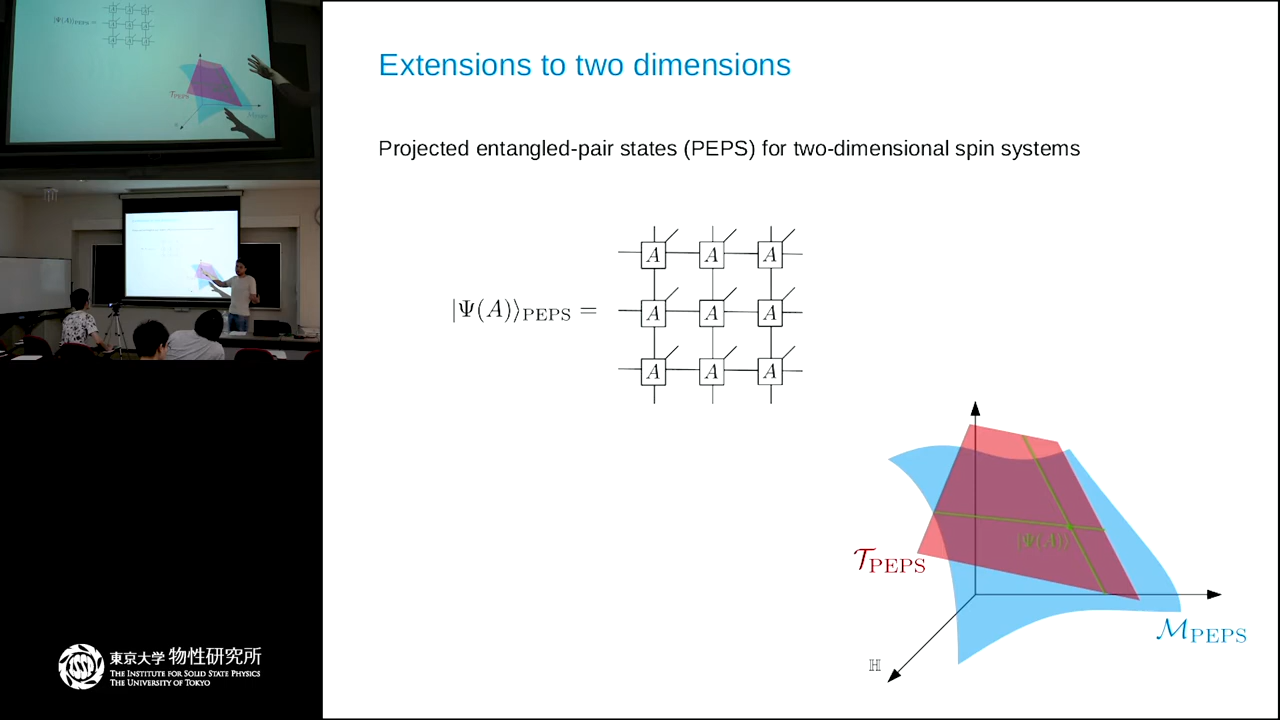 Extensions to two dimensions
Projected entangled-pair states (PEPS) for two-dimensional spin systems
|Ψ(A)⟩PEPS =
A A A
A A A
A A A
|Ψ(A)⟩
𝒯PEPS
ℳPEPS
ℍ
東京大学 物性研究所
THE INSTITUTE FOR SOLID STATE PHYSICS
THE UNIVERSITY OF TOKYO